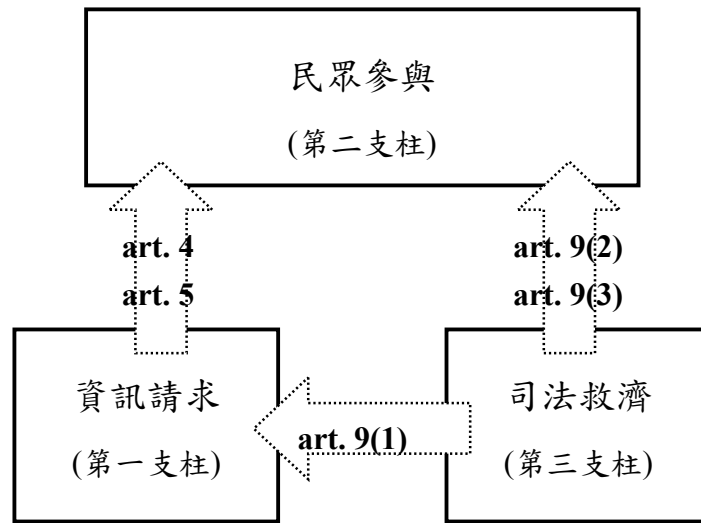 民眾參與
(第二支柱)
art. 4
art. 5
art. 9(2)
art. 9(3)
資訊請求
(第一支柱)
art. 9(1)
司法救濟
(第三支柱)